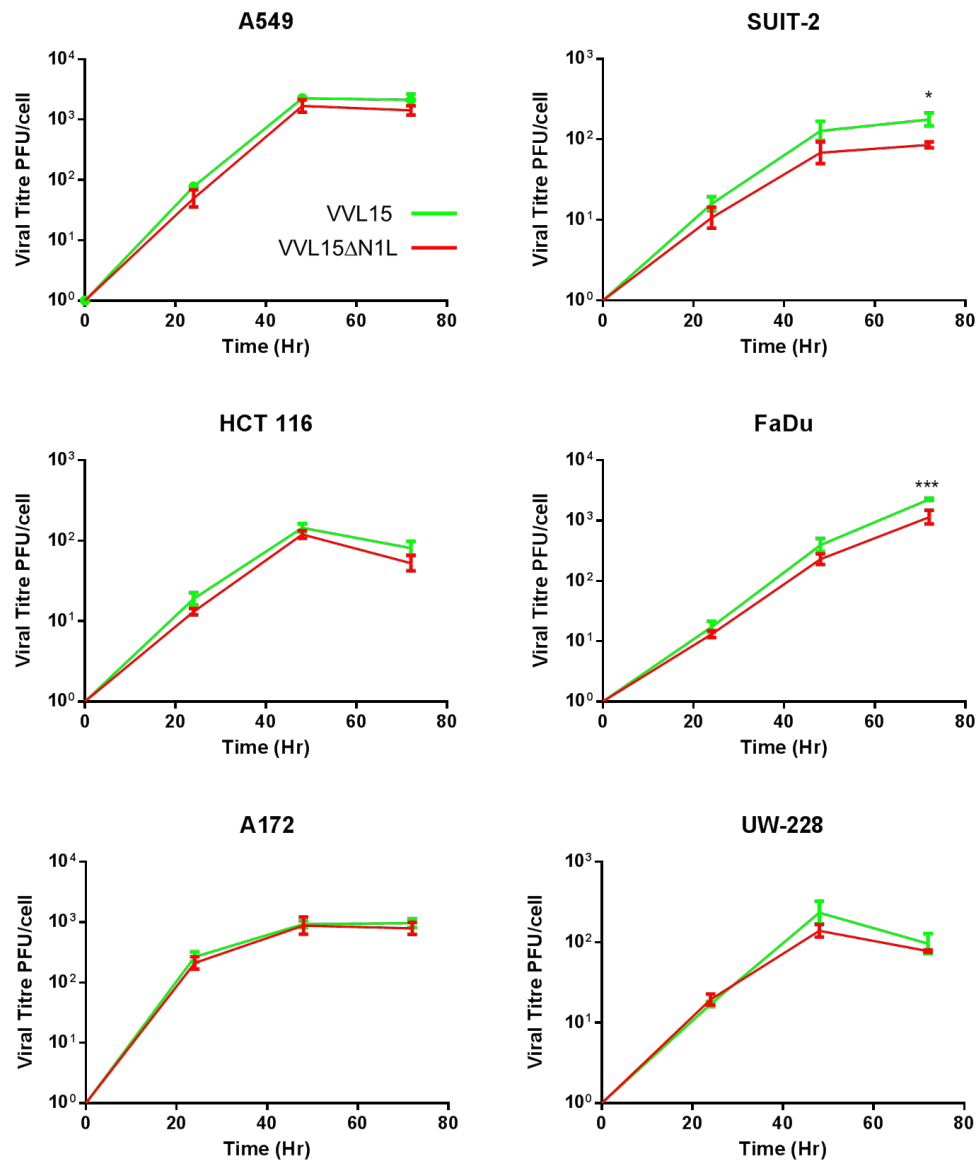 A549
Viral Titre PFU/cell
10⁴
10³
10²
10¹
10⁰
VVL15
VVL15ΔN1L
0 20 40 60 80
Time (Hr)
SUIT-2
Viral Titre PFU/cell
10³
10²
10¹
10⁰
*
0 20 40 60 80
Time (Hr)
HCT 116
Viral Titre PFU/cell
10³
10²
10¹
10⁰
0 20 40 60 80
Time (Hr)
FaDu
Viral Titre PFU/cell
10⁴
10³
10²
10¹
10⁰
***
0 20 40 60 80
Time (Hr)
A172
Viral Titre PFU/cell
10⁴
10³
10²
10¹
10⁰
0 20 40 60 80
Time (Hr)
UW-228
Viral Titre PFU/cell
10³
10²
10¹
10⁰
0 20 40 60 80
Time (Hr)